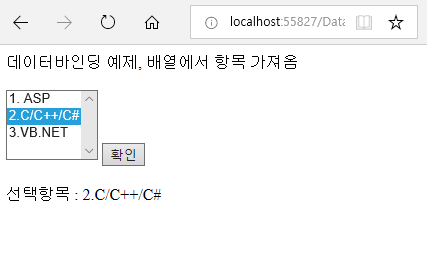 localhost:55827/Data
데이터바인딩 예제, 배열에서 항목 가져옴
1. ASP
2.C/C++/C#
3.VB.NET
확인
선택항목 : 2.C/C++/C#